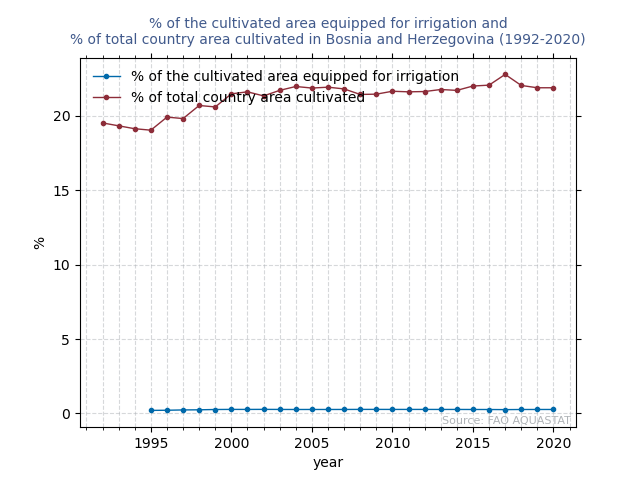 % of the cultivated area equipped for irrigation and
% of total country area cultivated in Bosnia and Herzegovina (1992-2020)
% of the cultivated area equipped for irrigation
% of total country area cultivated
20
15
10
5
0
%
Source: FAO AQUASTAT
1995 2000 2005 2010 2015 2020
year